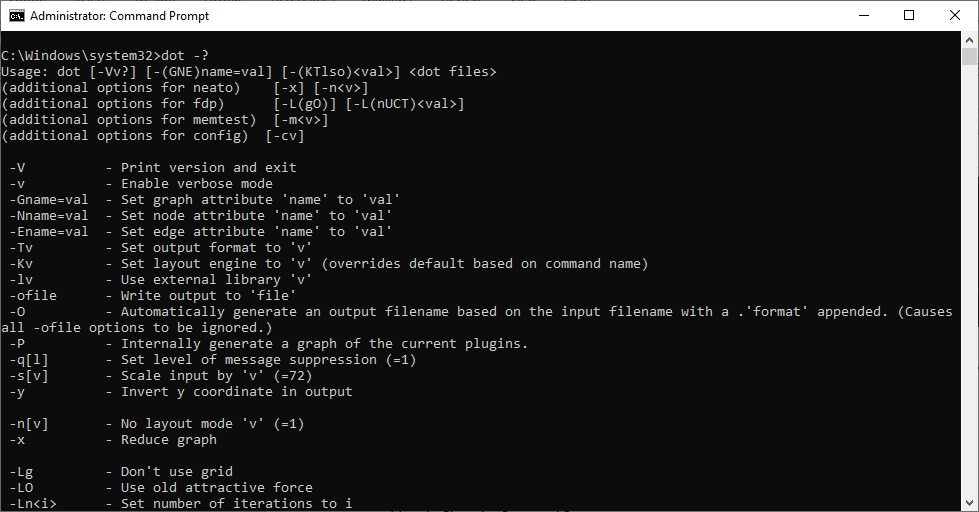 Administrator: Command Prompt
C:\Windows\system32>dot -?
Usage: dot [-Vv?] [-(GNE)name=val] [-(KTlso)<val>] <dot files>
(additional options for neato)    [-x] [-n<v>]
(additional options for fdp)      [-L(gO)] [-L(nUCT)<val>]
(additional options for memtest)  [-m<v>]
(additional options for config)  [-cv]

 -V          - Print version and exit
 -v          - Enable verbose mode
 -Gname=val  - Set graph attribute 'name' to 'val'
 -Nname=val  - Set node attribute 'name' to 'val'
 -Ename=val  - Set edge attribute 'name' to 'val'
 -Tv         - Set output format to 'v'
 -Kv         - Set layout engine to 'v' (overrides default based on command name)
 -lv         - Use external library 'v'
 -ofile      - Write output to 'file'
 -O          - Automatically generate an output filename based on the input filename with a .'format' appended. (Causes
all -ofile options to be ignored.)
 -P          - Internally generate a graph of the current plugins.
 -q[l]       - Set level of message suppression (=1)
 -s[v]       - Scale input by 'v' (=72)
 -y          - Invert y coordinate in output

 -n[v]       - No layout mode 'v' (=1)
 -x          - Reduce graph

 -Lg         - Don't use grid
 -LO         - Use old attractive force
 -Ln<i>      - Set number of iterations to i